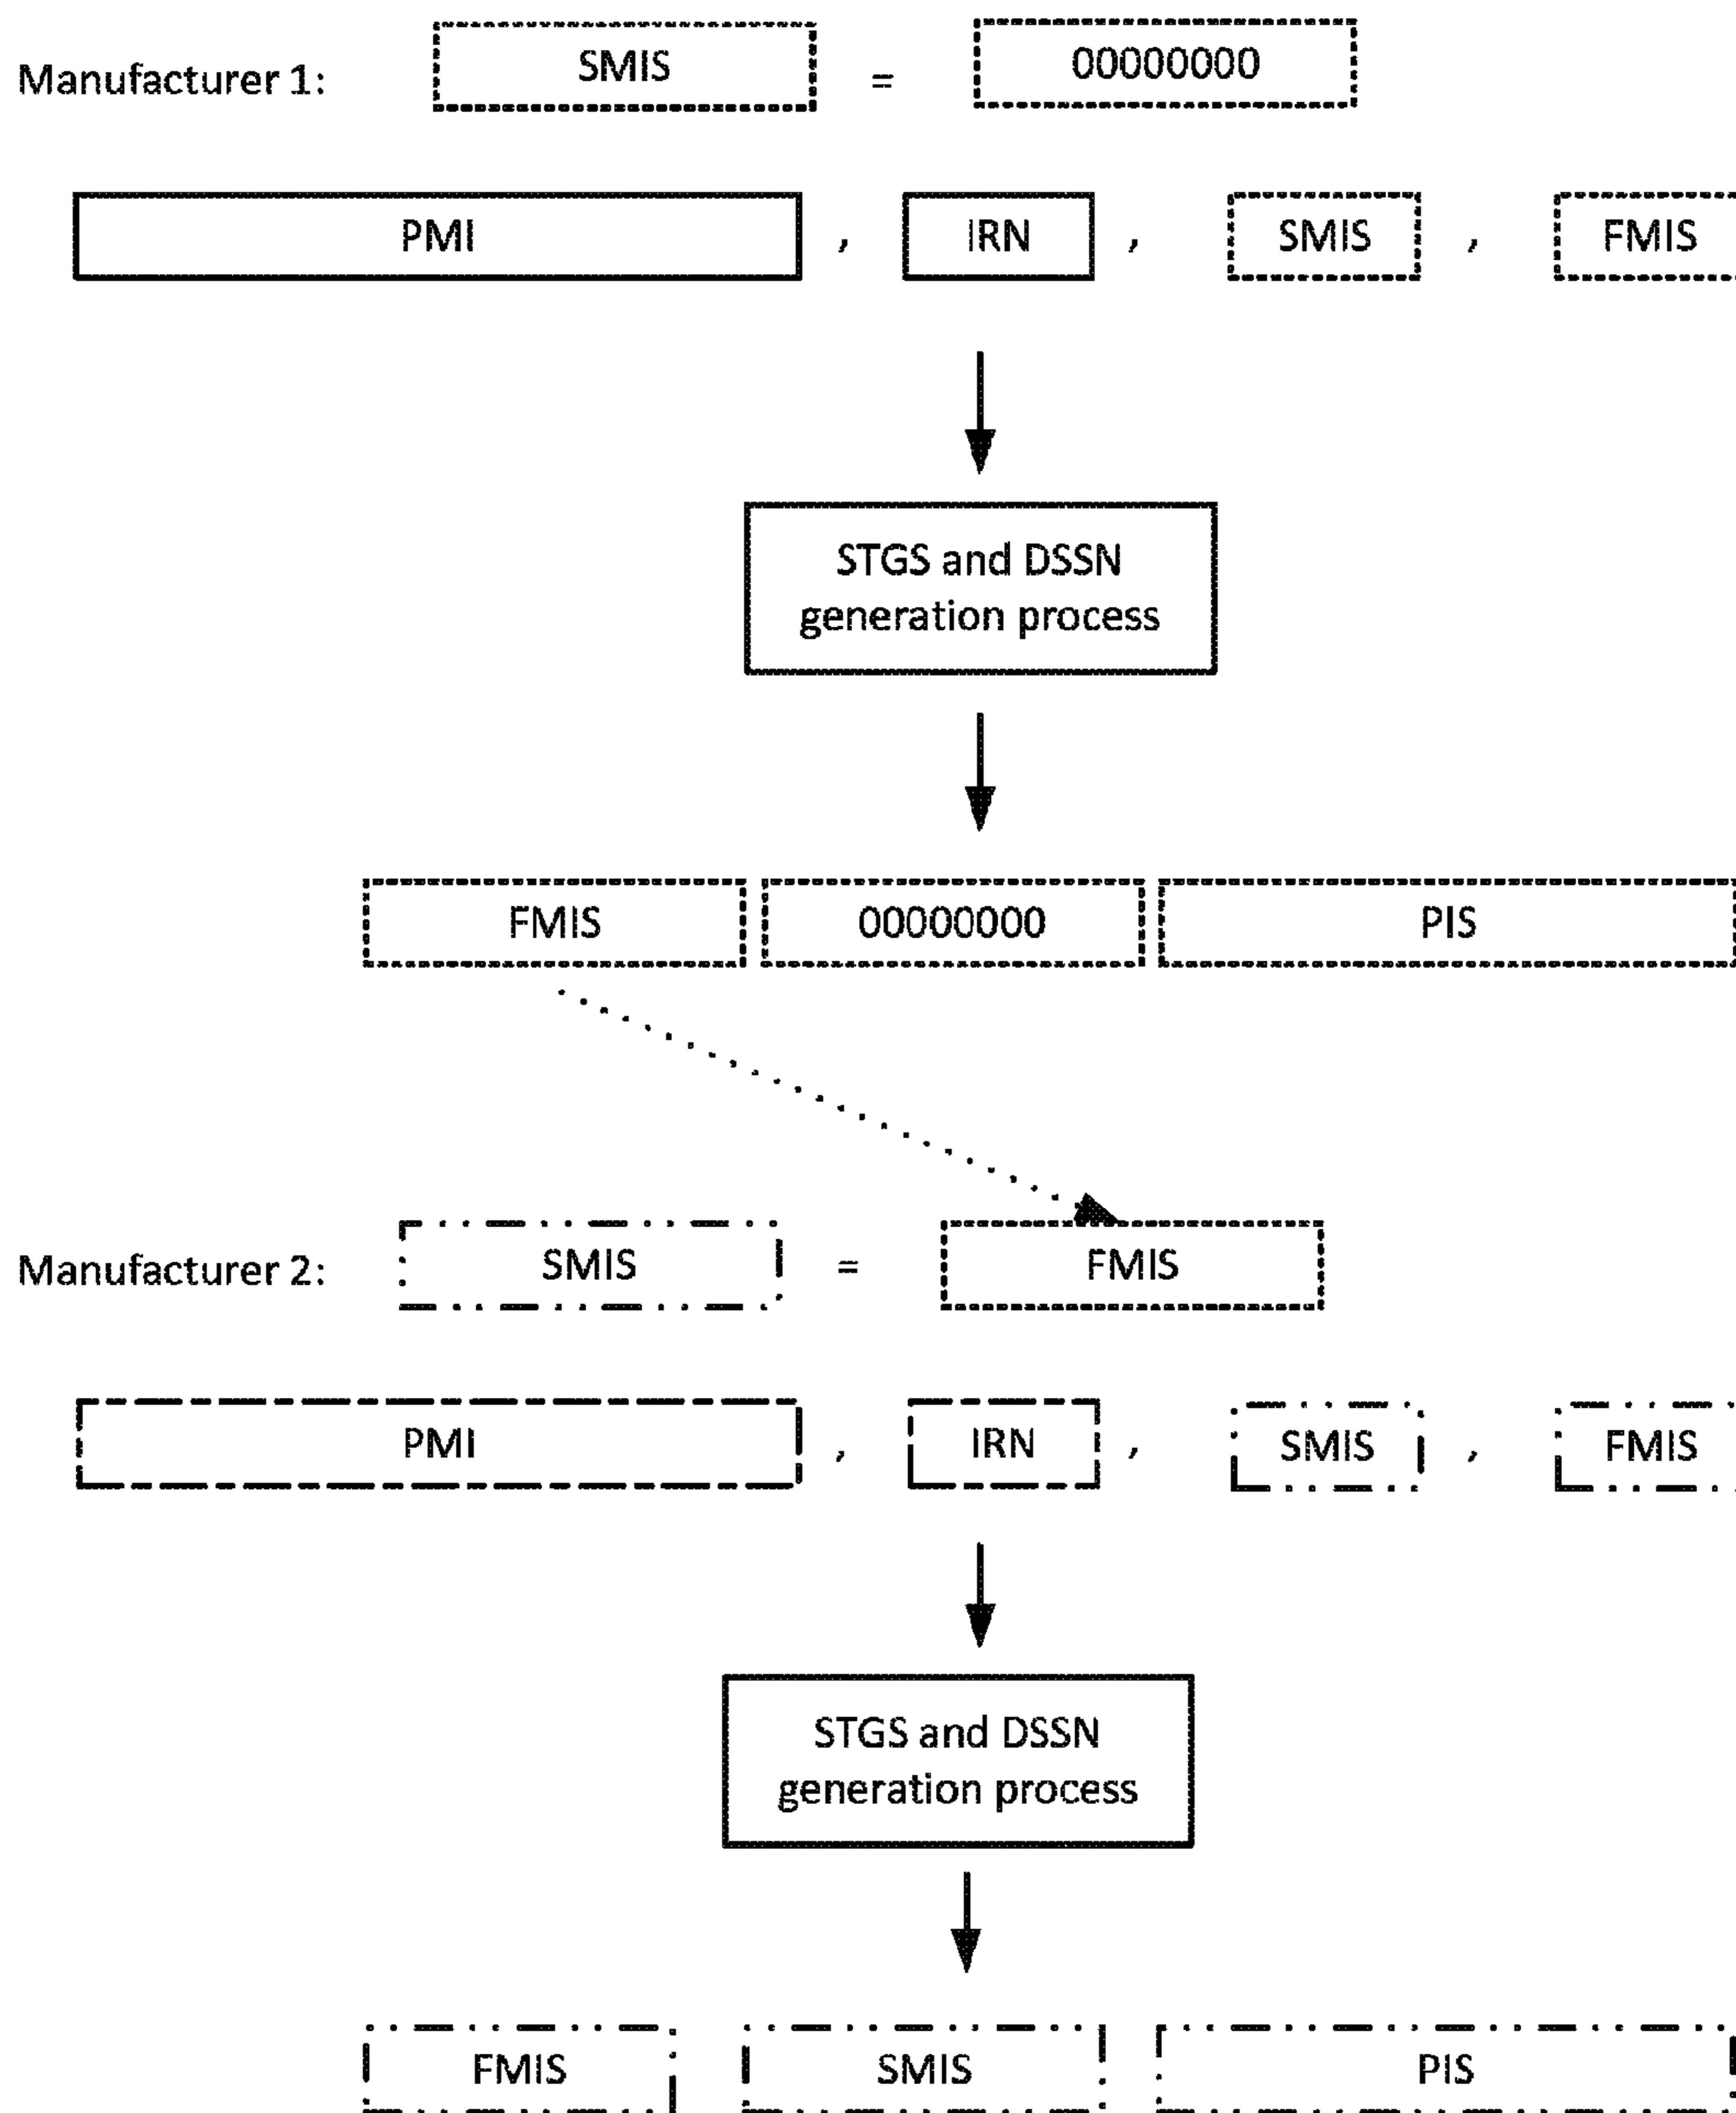 Manufacturer 1: SMIS = 00000000
PMI , IRN , SMIS , FMIS
STGS and DSSN
generation process
FMIS 00000000 PIS
Manufacturer 2: SMIS = FMIS
PMI , IRN , SMIS , FMIS
STGS and DSSN
generation process
FMIS SMIS PIS